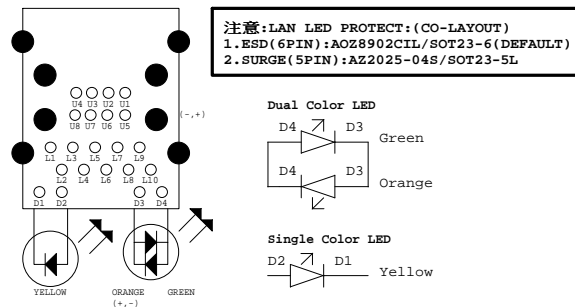 注意:LAN LED PROTECT:(CO-LAYOUT)
1.ESD(6PIN):AOZ8902CIL/SOT23-6(DEFAULT)
2.SURGE(5PIN):AZ2025-04S/SOT23-5L
U4 U3 U2 U1
(-,+)
U8 U7 U6 U5
L1 L3 L5 L7 L9
L2 L4 L6 L8 L10
D1 D2 D3 D4
YELLOW ORANGE GREEN
(+,-)
Dual Color LED
D4 D3 Green
D4 D3 Orange
Single Color LED
D2 D1 Yellow